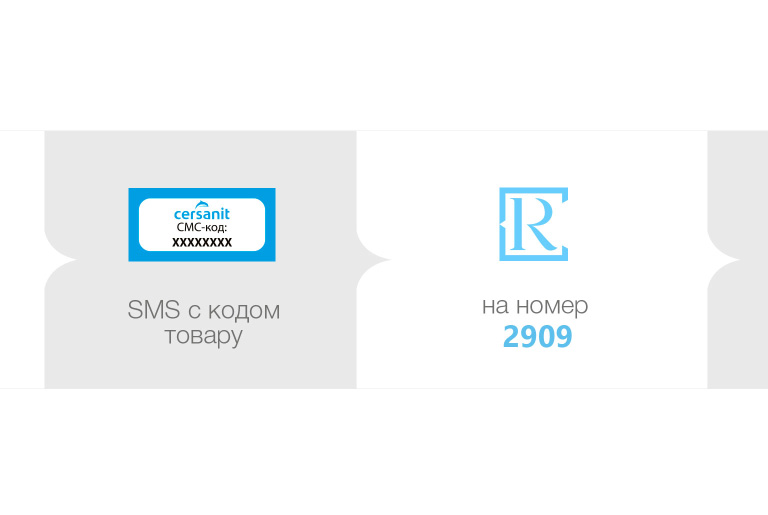 cersanit
СМС-код:
XXXXXXXX
SMS с кодом
товару
R
на номер
2909